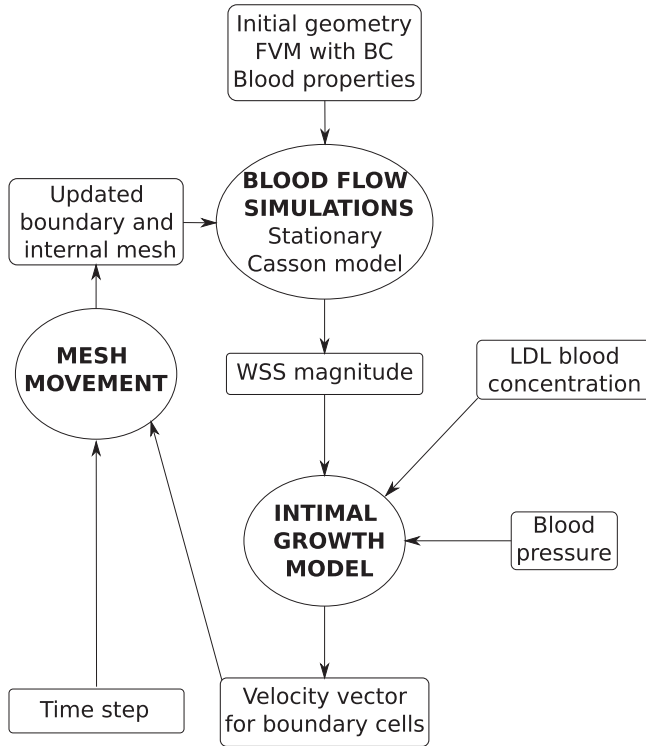 Initial geometry
FVM with BC
Blood properties
BLOOD FLOW
SIMULATIONS
Stationary
Casson model
Updated
boundary and
internal mesh
MESH
MOVEMENT
WSS magnitude
LDL blood
concentration
INTIMAL
GROWTH
MODEL
Blood
pressure
Time step
Velocity vector
for boundary cells